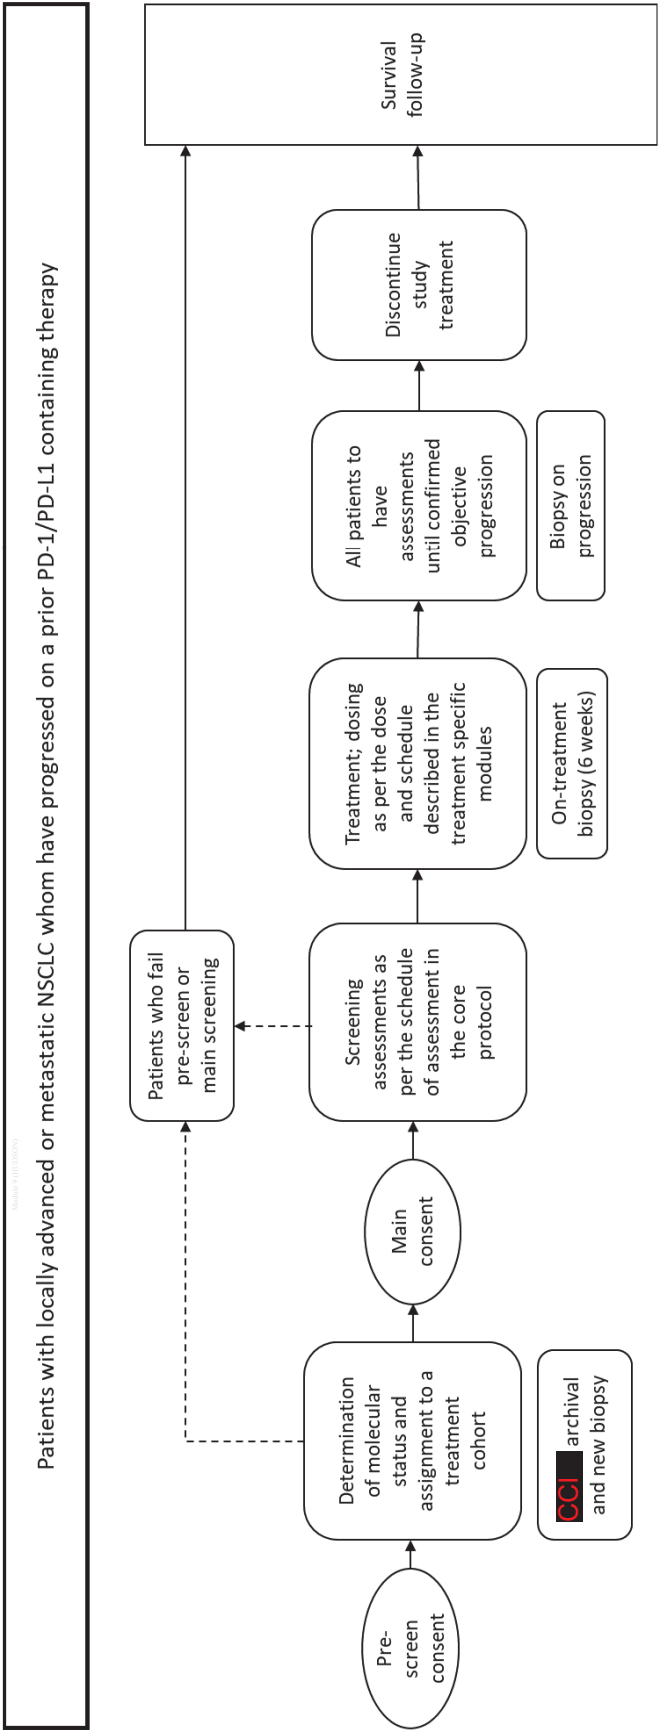 Patients with locally advanced or metastatic NSCLC whom have progressed on a prior PD-1/PD-L1 containing therapy
Pre-
screen
consent
Determination
of molecular
status and
assignment to a
treatment
cohort
CCI archival
and new biopsy
Main
consent
Patients who fail
pre-screen or
main screening
Screening
assessments as
per the schedule
of assessment in
the core
protocol
Treatment; dosing
as per the dose
and schedule
described in the
treatment specific
modules
On-treatment
biopsy (6 weeks)
All patients to
have
assessments
until confirmed
objective
progression
Biopsy on
progression
Discontinue
study
treatment
Survival
follow-up